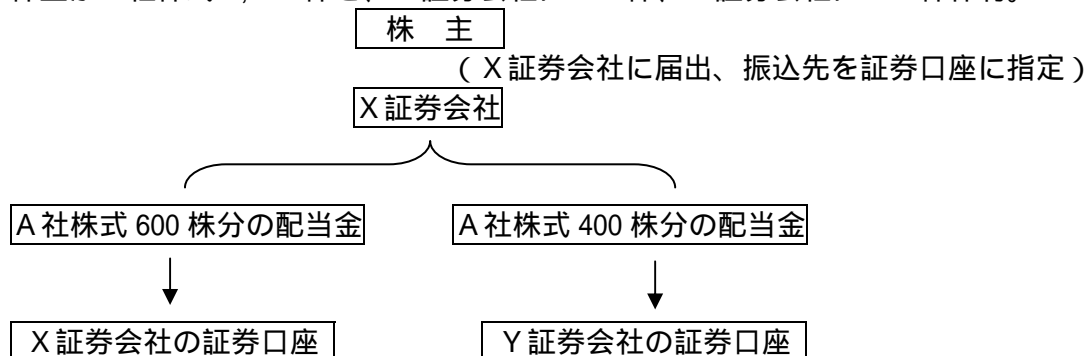 株 主
(X証券会社に届出、振込先を証券口座に指定)
X証券会社
A社株式 600 株分の配当金
A社株式 400 株分の配当金
X証券会社の証券口座
Y証券会社の証券口座